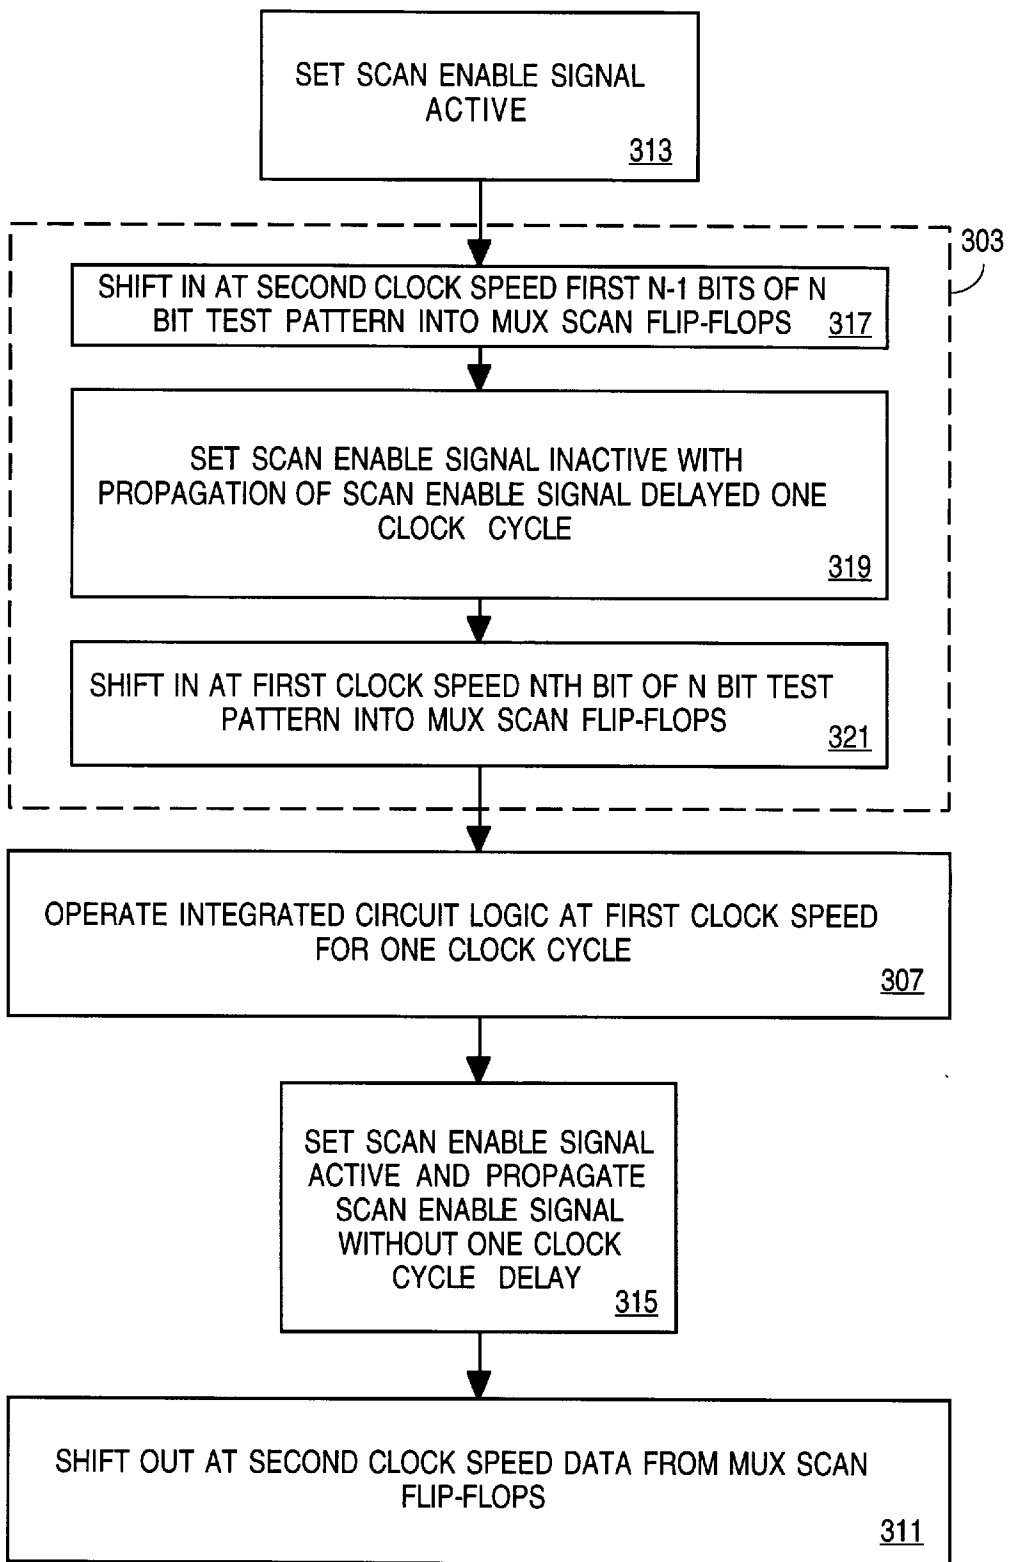 SET SCAN ENABLE SIGNAL
ACTIVE
313
303
SHIFT IN AT SECOND CLOCK SPEED FIRST N-1 BITS OF N
BIT TEST PATTERN INTO MUX SCAN FLIP-FLOPS 317
SET SCAN ENABLE SIGNAL INACTIVE WITH
PROPAGATION OF SCAN ENABLE SIGNAL DELAYED ONE
CLOCK CYCLE
319
SHIFT IN AT FIRST CLOCK SPEED NTH BIT OF N BIT TEST
PATTERN INTO MUX SCAN FLIP-FLOPS
321
OPERATE INTEGRATED CIRCUIT LOGIC AT FIRST CLOCK SPEED
FOR ONE CLOCK CYCLE
307
SET SCAN ENABLE SIGNAL
ACTIVE AND PROPAGATE
SCAN ENABLE SIGNAL
WITHOUT ONE CLOCK
CYCLE DELAY
315
SHIFT OUT AT SECOND CLOCK SPEED DATA FROM MUX SCAN
FLIP-FLOPS
311